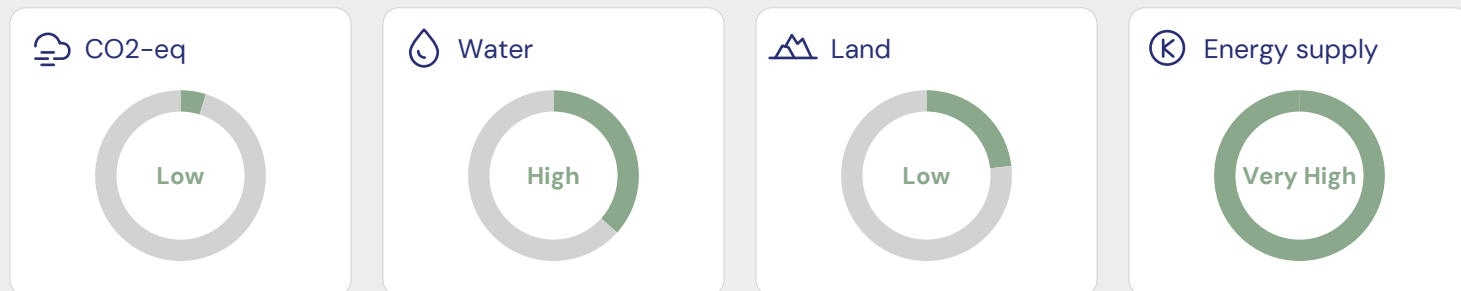 CO2-eq
Low
Water
High
Land
Low
Energy supply
Very High